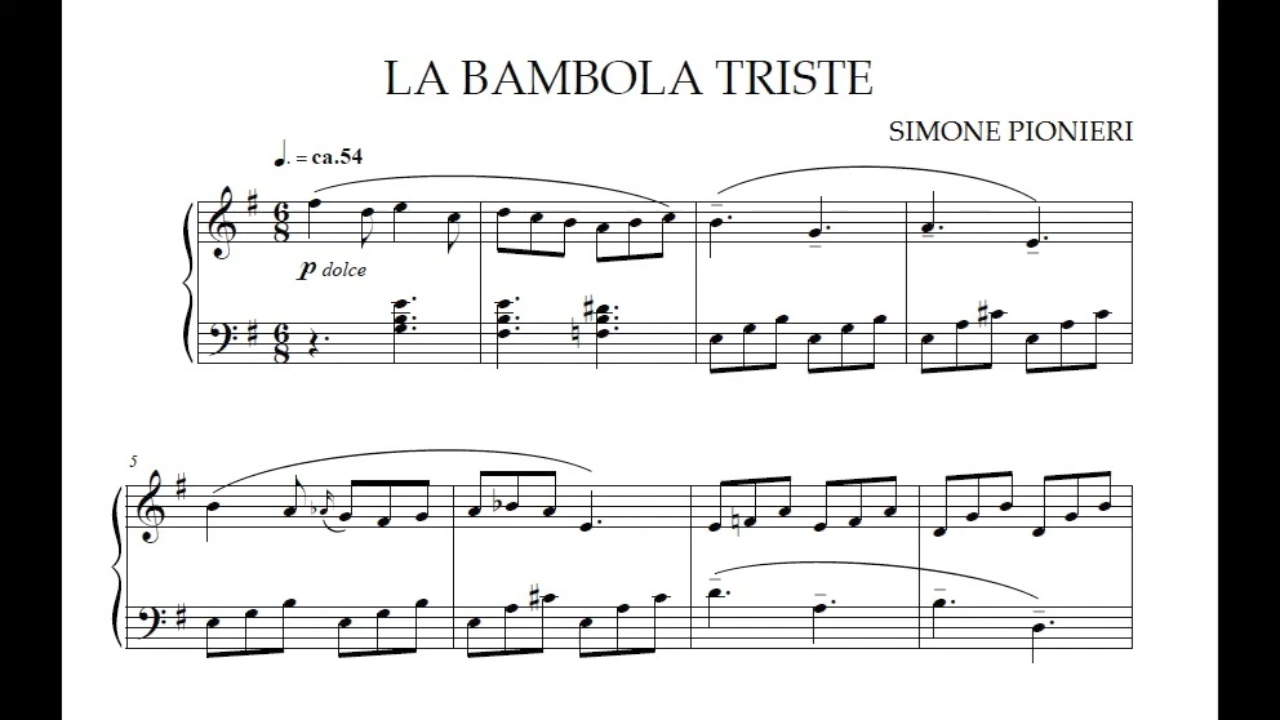 LA BAMBOLA TRISTE
SIMONE PIONIERI
♩. = ca.54
6 8
p dolce
6 8
5